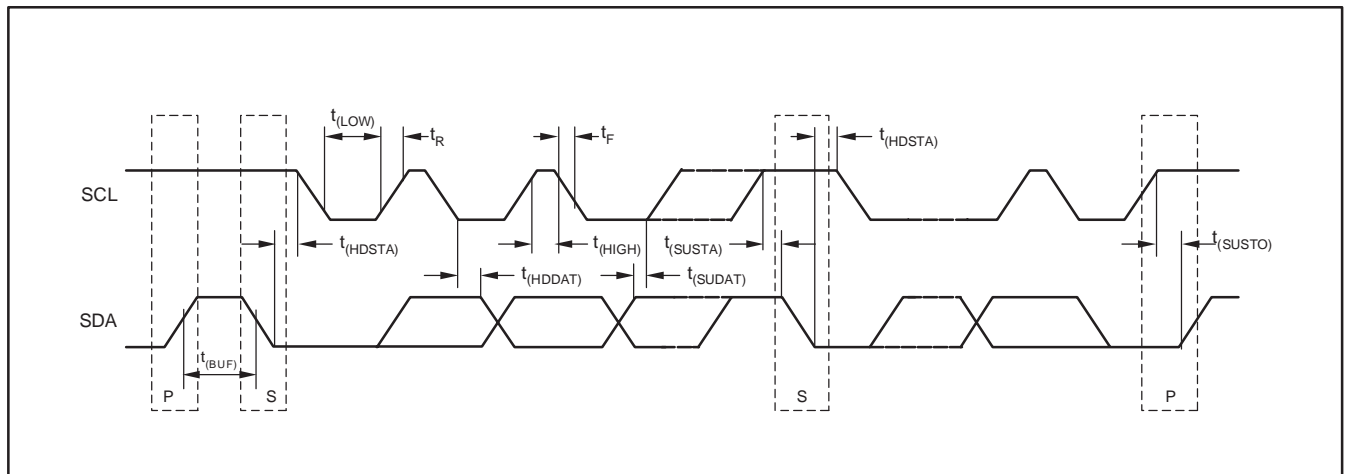 t(LOW)
tR
tF
t(HDSTA)
SCL
t(HDSTA)
t(HIGH)
t(SUSTA)
t(SUSTO)
t(HDDAT)
t(SUDAT)
SDA
t(BUF)
P
S
S
P